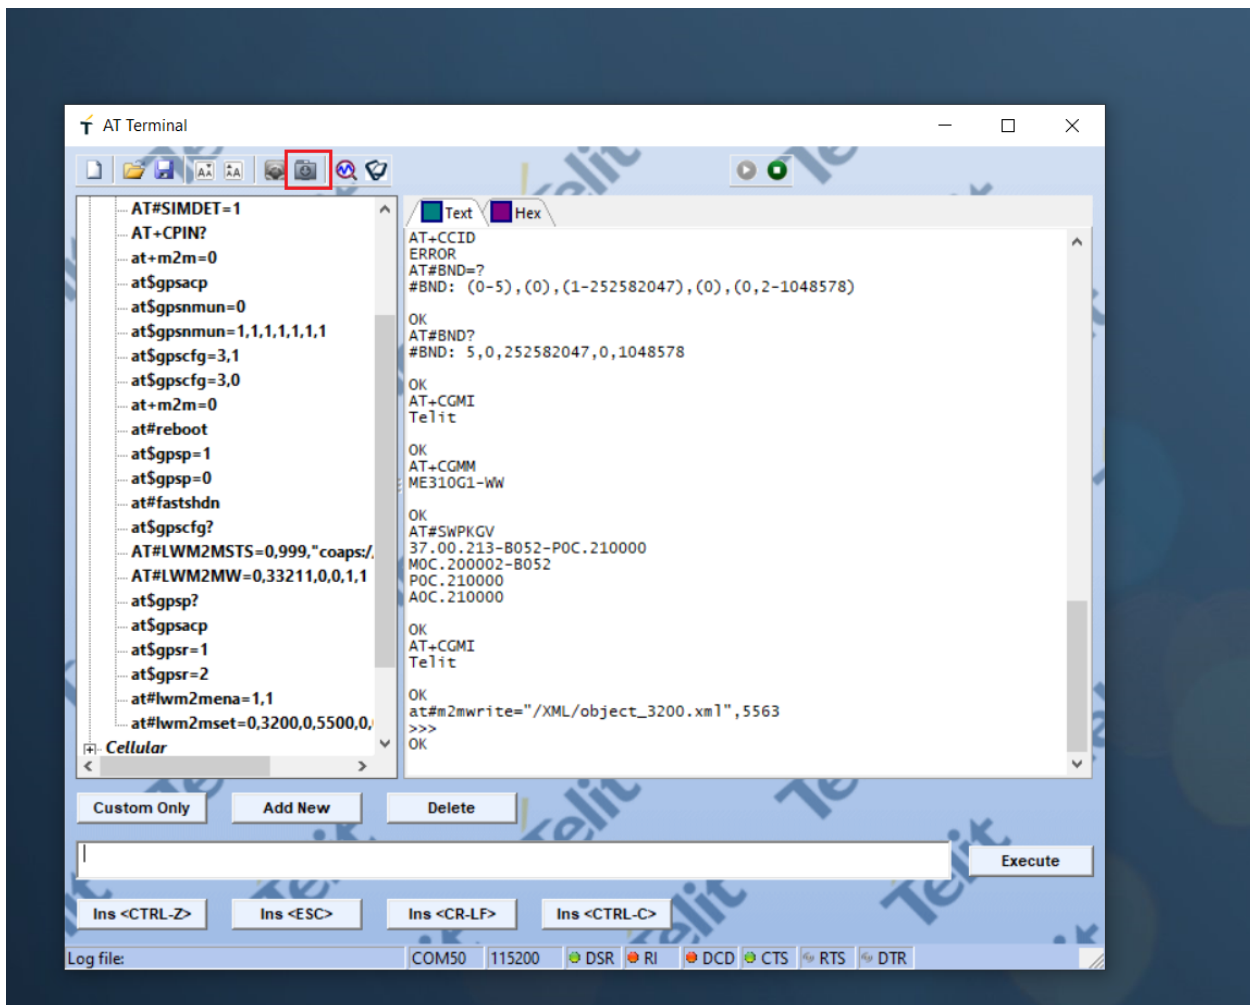 AT Terminal
AT#SIMDET=1
AT+CPIN?
at+m2m=0
at$gpsacp
at$gpsnmun=0
at$gpsnmun=1,1,1,1,1,1,1
at$gpscfg=3,1
at$gpscfg=3,0
at+m2m=0
at#reboot
at$gpsp=1
at$gpsp=0
at#fastshdn
at$gpscfg?
AT#LWM2MSTS=0,999,"coaps:/
AT#LWM2MW=0,33211,0,0,1,1
at$gpsp?
at$gpsacp
at$gpsr=1
at$gpsr=2
at#lwm2mena=1,1
at#lwm2mset=0,3200,0,5500,0,
Cellular
Text Hex
AT+CCID
ERROR
AT#BND=?
#BND: (0-5),(0),(1-252582047),(0),(0,2-1048578)
OK
AT#BND?
#BND: 5,0,252582047,0,1048578
OK
AT+CGMI
Telit
OK
AT+CGMM
ME310G1-WW
OK
AT#SWPKGV
37.00.213-B052-P0C.210000
M0C.200002-B052
P0C.210000
A0C.210000
OK
AT+CGMI
Telit
OK
at#m2mwrite="/XML/object_3200.xml",5563
>>>
OK
Custom Only Add New Delete
Execute
Ins <CTRL-Z> Ins <ESC> Ins <CR-LF> Ins <CTRL-C>
Log file: COM50 115200 DSR RI DCD CTS RTS DTR